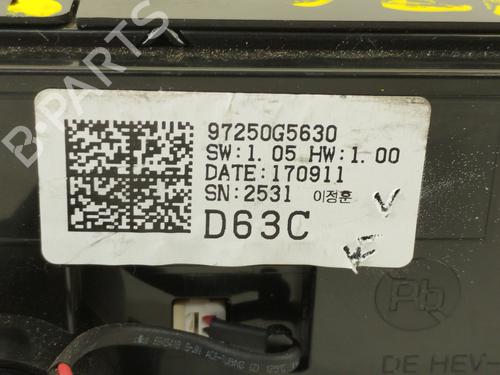 97250G5630
SW:1.05 HW:1.00
DATE:170911
SN:2531 이정훈
D63C
V
Pb
DE HEV
B-PARTS